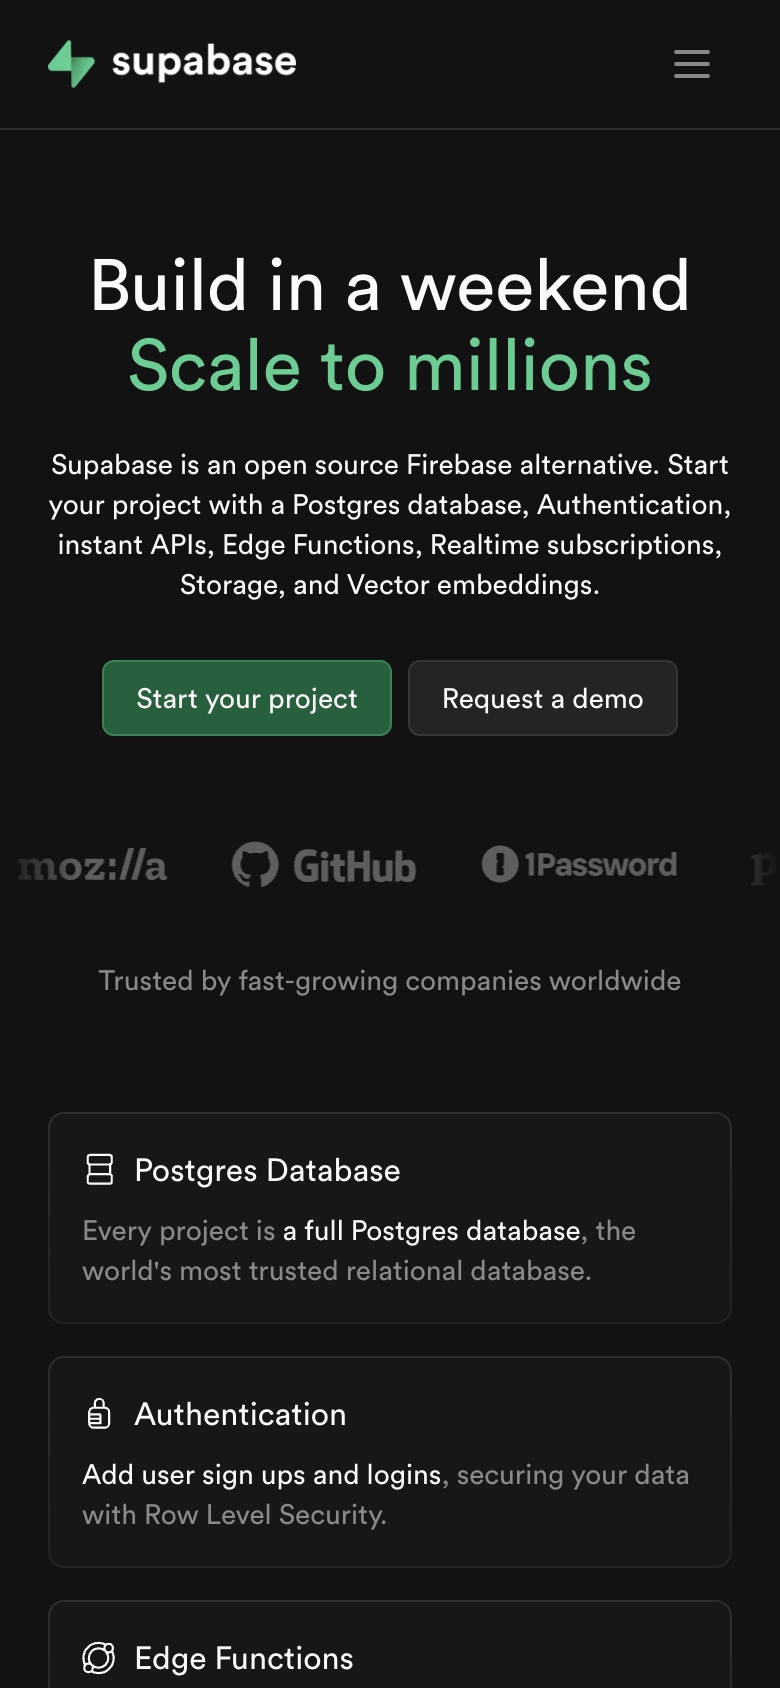 supabase
Build in a weekend
Scale to millions
Supabase is an open source Firebase alternative. Start
your project with a Postgres database, Authentication,
instant APIs, Edge Functions, Realtime subscriptions,
Storage, and Vector embeddings.
Start your project
Request a demo
moz://a
GitHub
1Password
Trusted by fast-growing companies worldwide
Postgres Database
Every project is a full Postgres database, the
world's most trusted relational database.
Authentication
Add user sign ups and logins, securing your data
with Row Level Security.
Edge Functions